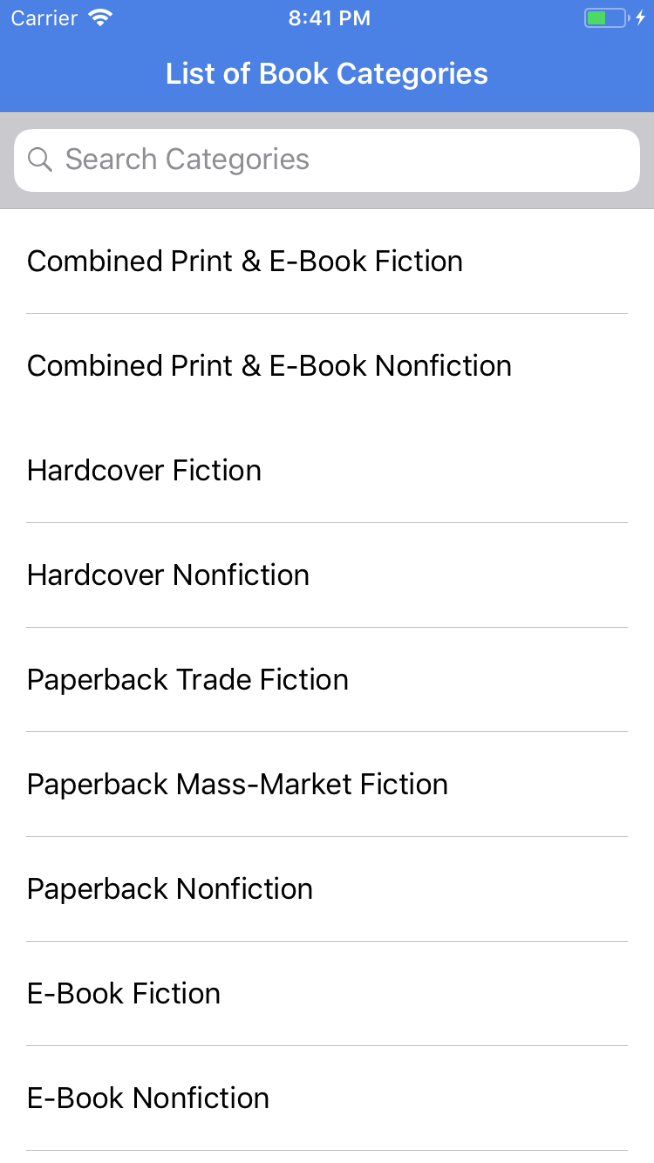 Carrier 8:41 PM
List of Book Categories
Search Categories
Combined Print & E-Book Fiction
Combined Print & E-Book Nonfiction
Hardcover Fiction
Hardcover Nonfiction
Paperback Trade Fiction
Paperback Mass-Market Fiction
Paperback Nonfiction
E-Book Fiction
E-Book Nonfiction